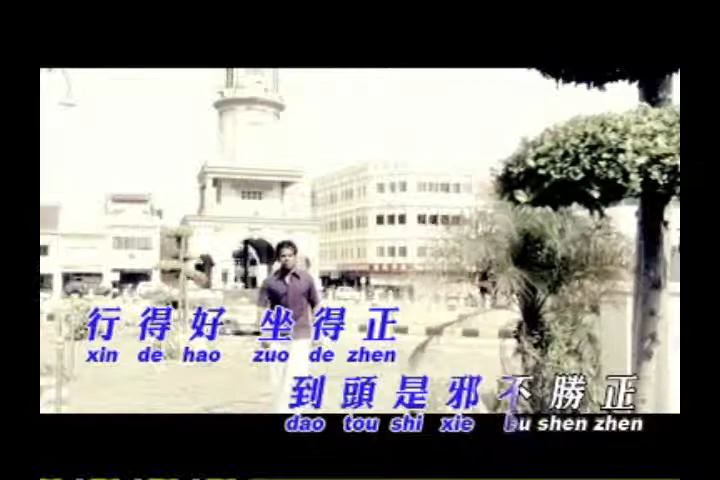 行得好 坐得正
xin de hao zuo de zhen
到頭是邪不勝正
dao tou shi xie bu shen zhen